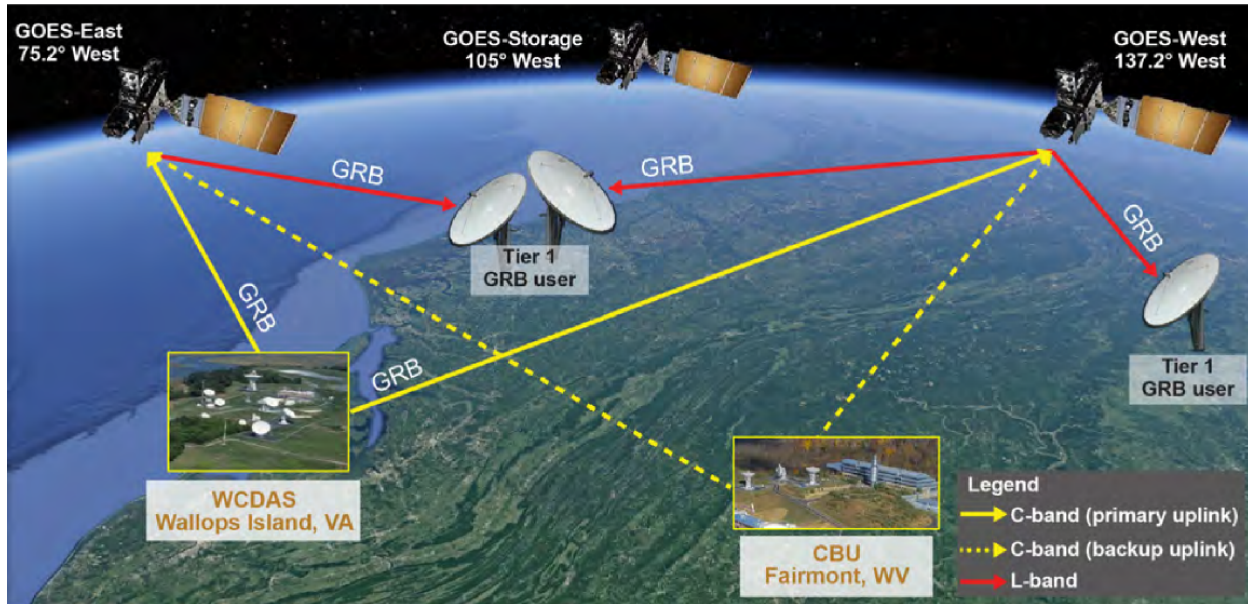 GOES-East
75.2° West
GOES-Storage
105° West
GOES-West
137.2° West
GRB
GRB
GRB
GRB
GRB
Tier 1
GRB user
Tier 1
GRB user
WCDAS
Wallops Island, VA
CBU
Fairmont, WV
Legend
C-band (primary uplink)
C-band (backup uplink)
L-band